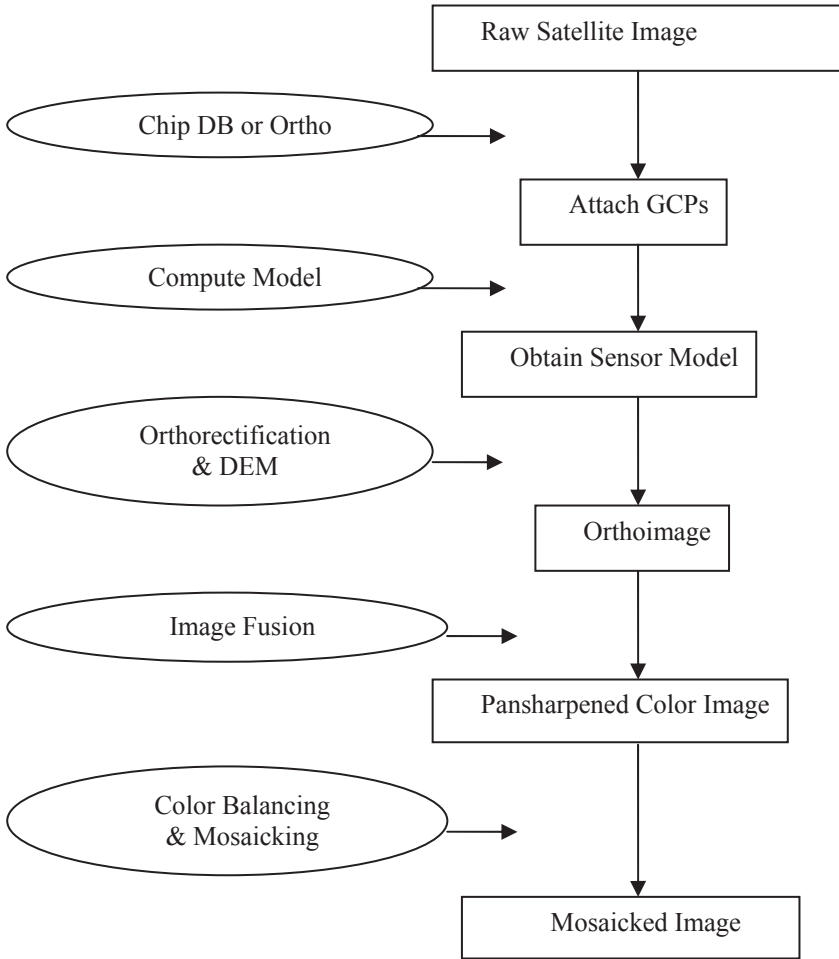 Raw Satellite Image
Chip DB or Ortho
Attach GCPs
Compute Model
Obtain Sensor Model
Orthorectification
& DEM
Orthoimage
Image Fusion
Pansharpened Color Image
Color Balancing
& Mosaicking
Mosaicked Image